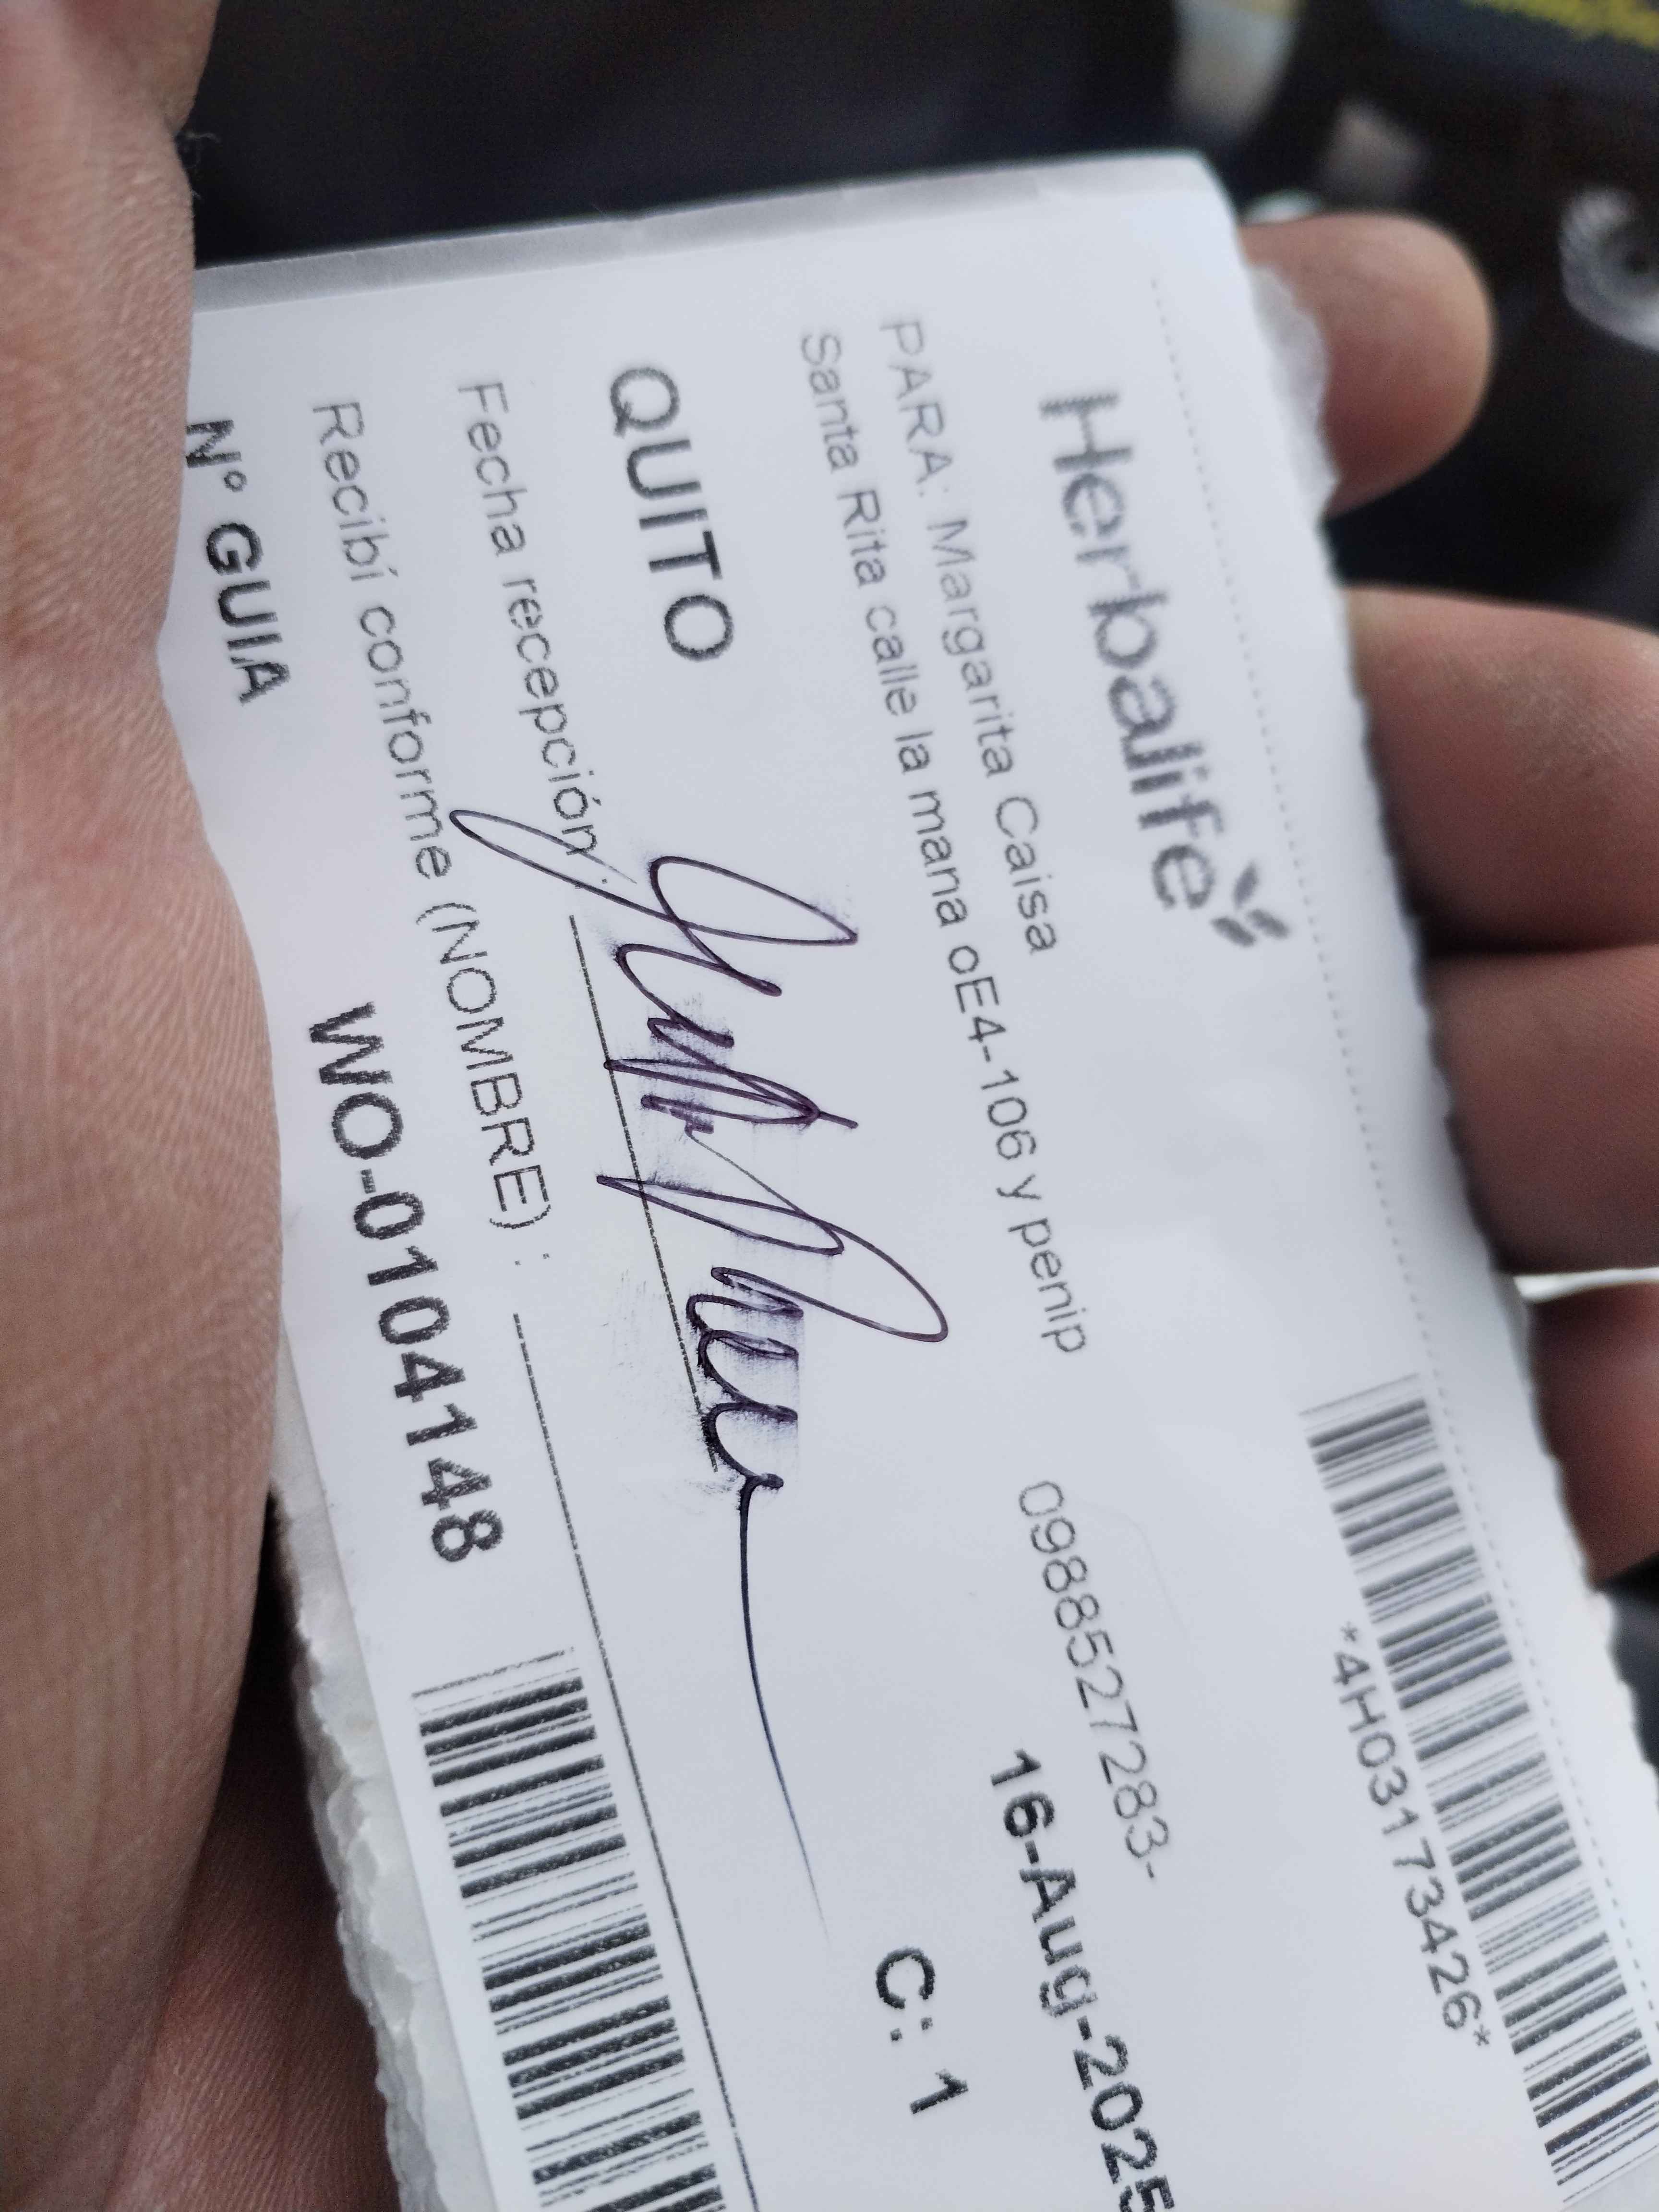 Herbalife
*4H03173426*
PARA: Margarita Caisa
0988527283-
Santa Rita calle la mana oE4-106 y penip
16-Aug-2025
QUITO
C: 1
Fecha recepción
Recibí conforme (NOMBRE) :
Nº GUIA WO-0104148